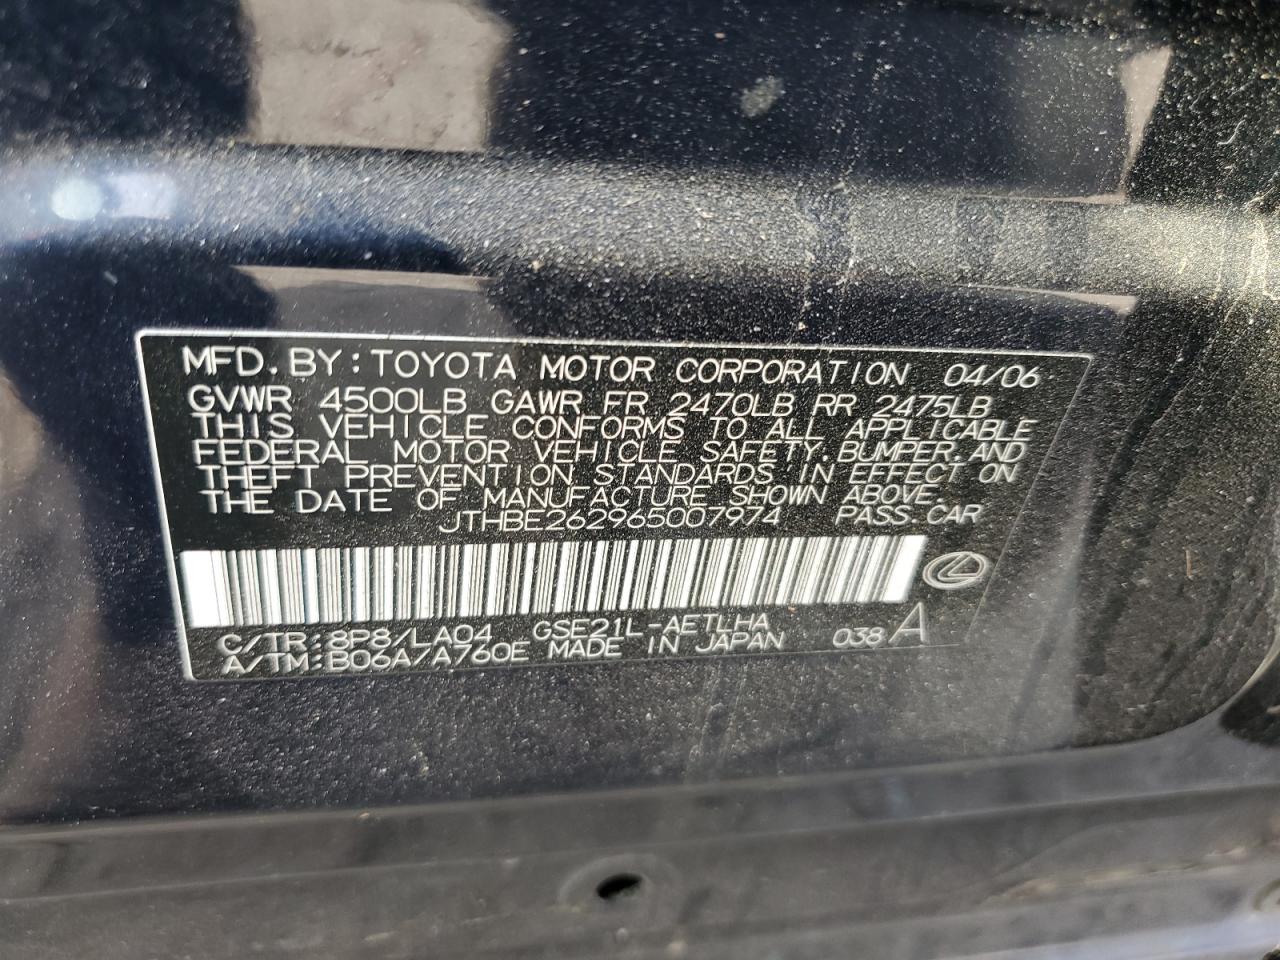 MFD. BY: TOYOTA MOTOR CORPORATION 04/06
GVWR 4500LB GAWR FR 2470LB RR 2475LB
THIS VEHICLE CONFORMS TO ALL APPLICABLE
FEDERAL MOTOR VEHICLE SAFETY, BUMPER, AND
THEFT PREVENTION STANDARDS IN EFFECT ON
THE DATE OF MANUFACTURE SHOWN ABOVE.
JTHBE262965007974 PASS. CAR
C/TR: 8P8/LA04 GSE21L-AETLHA
A/TM: B06A/A760E MADE IN JAPAN 038 A